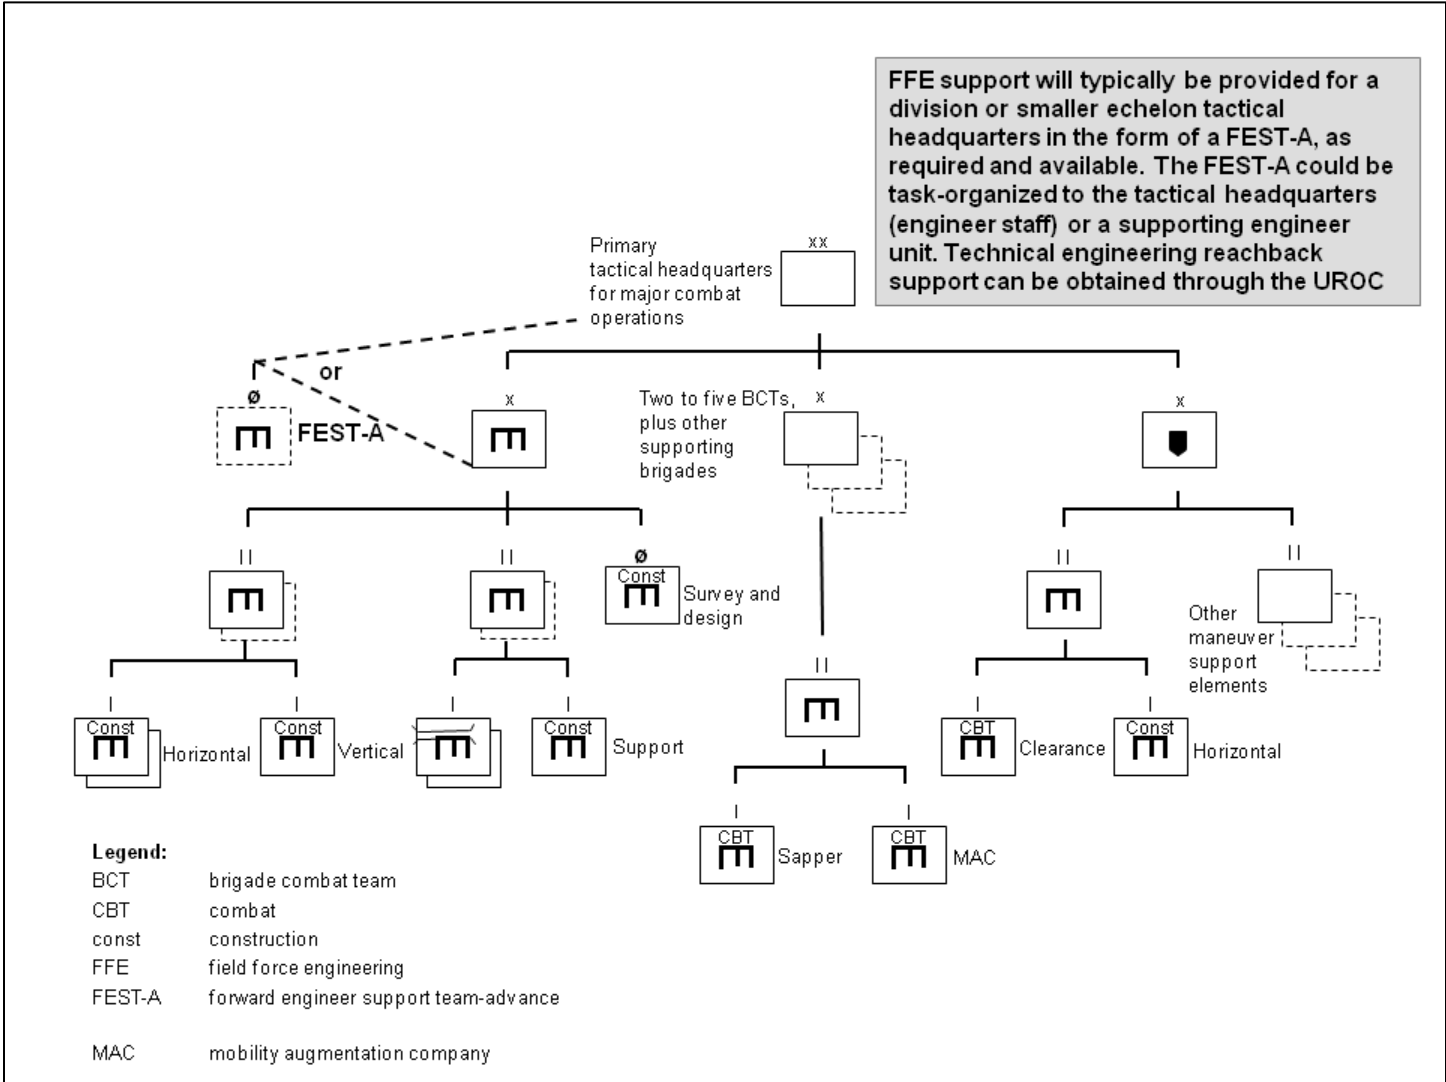 FFE support will typically be provided for a
division or smaller echelon tactical
headquarters in the form of a FEST-A, as
required and available. The FEST-A could be
task-organized to the tactical headquarters
(engineer staff) or a supporting engineer
unit. Technical engineering reachback
support can be obtained through the UROC
Primary
tactical headquarters
for major combat
operations
xx
or
Ø
FEST-A
x
Two to five BCTs,
plus other
supporting
brigades
x
x
I I
I I
Ø
Const
Survey and
design
I I
I I
Other
maneuver
support
elements
I I
I
Const
Horizontal
I
Const
Vertical
I
I
Const
Support
I
CBT
Clearance
I
Const
Horizontal
I
CBT
Sapper
I
CBT
MAC
Legend:
BCT brigade combat team
CBT combat
const construction
FFE field force engineering
FEST-A forward engineer support team-advance
MAC mobility augmentation company